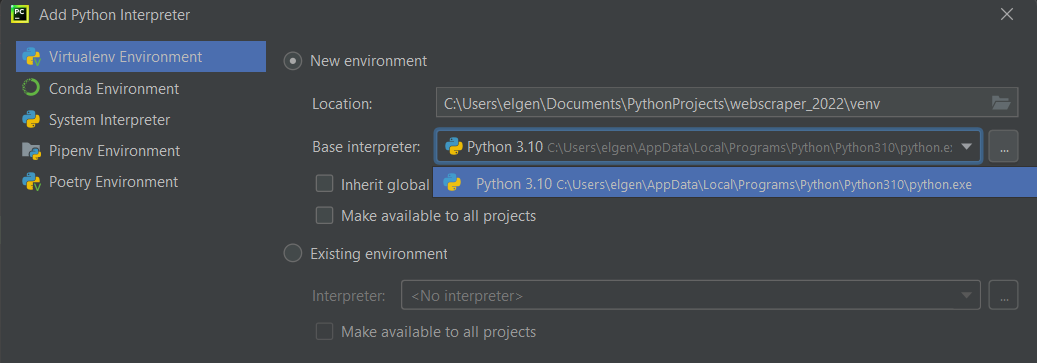 PC
Add Python Interpreter
Virtualenv Environment
Conda Environment
System Interpreter
Pipenv Environment
Poetry Environment
New environment
Location: C:\Users\elgen\Documents\PythonProjects\webscraper_2022\venv
Base interpreter: Python 3.10 C:\Users\elgen\AppData\Local\Programs\Python\Python310\python.e: ...
Inherit global Python 3.10 C:\Users\elgen\AppData\Local\Programs\Python\Python310\python.exe
Make available to all projects
Existing environment
Interpreter: <No interpreter> ...
Make available to all projects